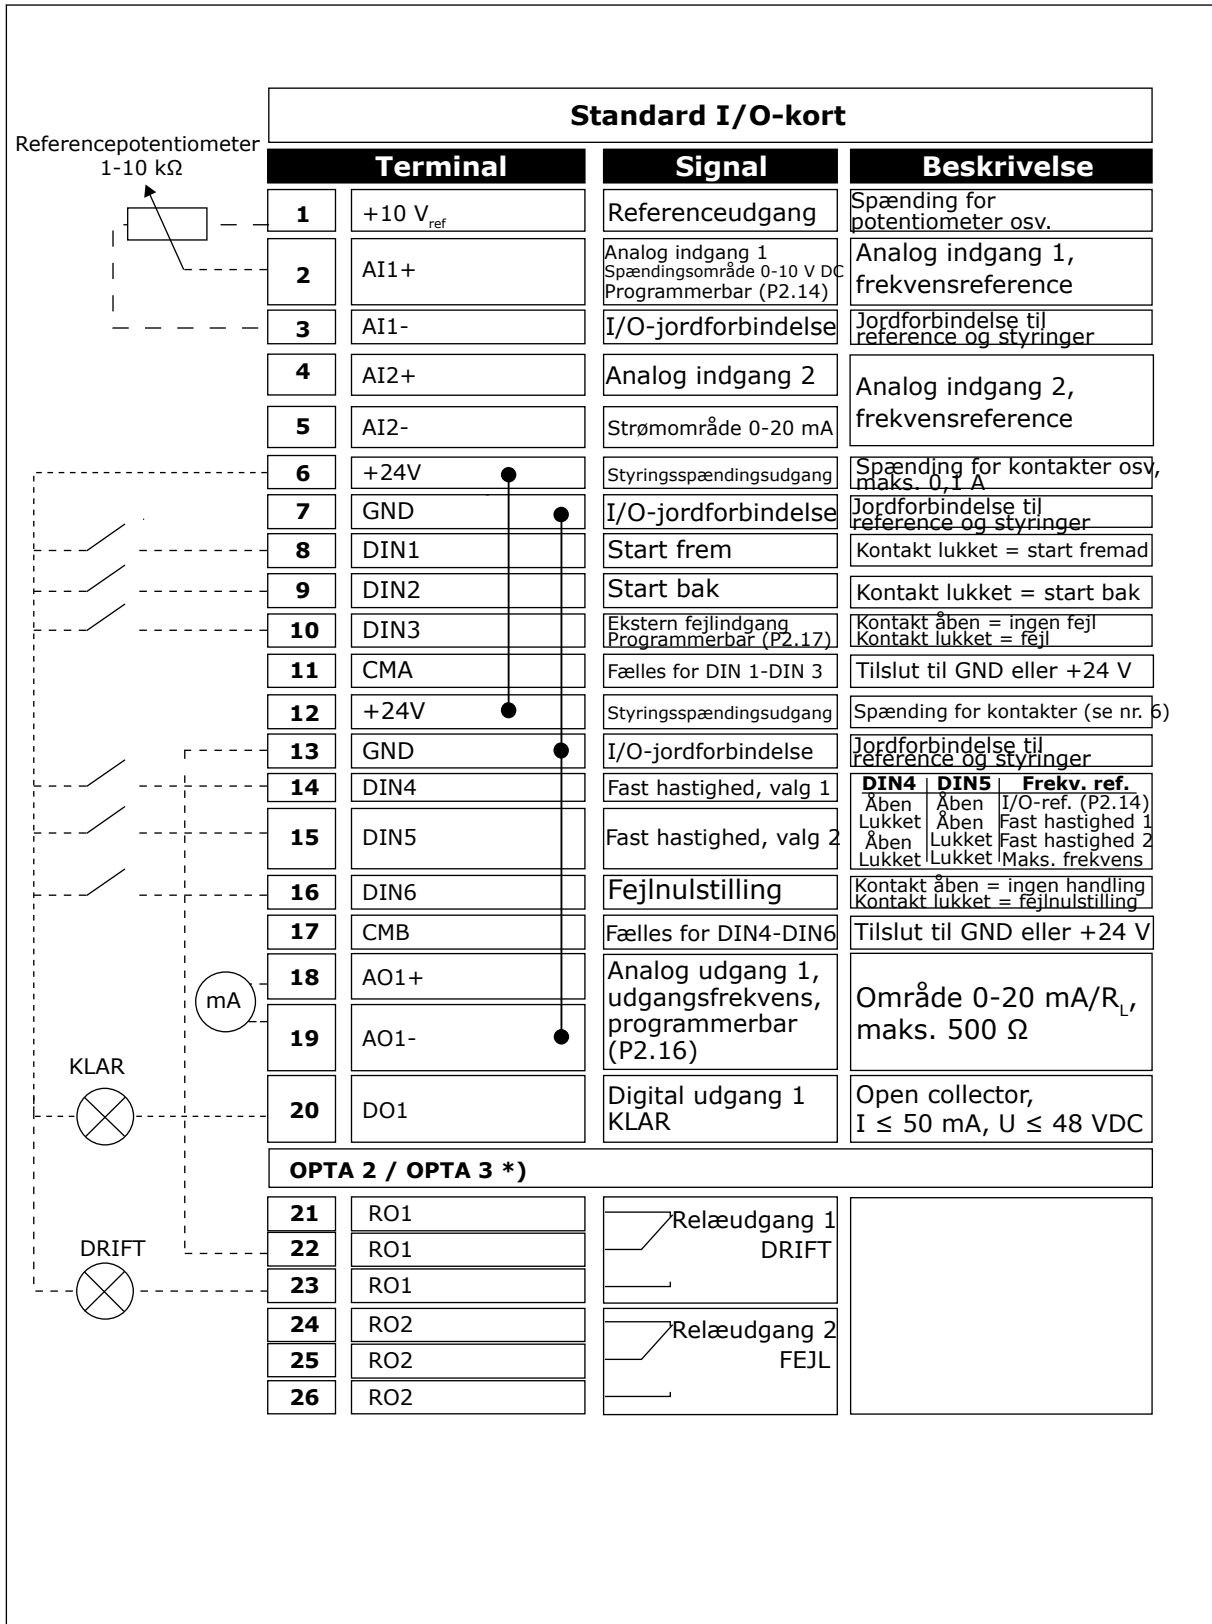 Standard I/O-kort
Referencepotentiometer
1-10 kΩ
Terminal Signal Beskrivelse
1 +10 Vref Referenceudgang Spænding for
potentiometer osv.
2 AI1+ Analog indgang 1
Spændingsområde 0-10 V DC
Programmerbar (P2.14)
Analog indgang 1,
frekvensreference
3 AI1- I/O-jordforbindelse Jordforbindelse til
reference og styringer
4 AI2+ Analog indgang 2
Analog indgang 2,
frekvensreference
5 AI2- Strømområde 0-20 mA
6 +24V Styringsspændingsudgang Spænding for kontakter osv,
maks. 0,1 A
7 GND I/O-jordforbindelse Jordforbindelse til
reference og styringer
8 DIN1 Start frem Kontakt lukket = start fremad
9 DIN2 Start bak Kontakt lukket = start bak
10 DIN3 Ekstern fejlindgang
Programmerbar (P2.17)
Kontakt åben = ingen fejl
Kontakt lukket = fejl
11 CMA Fælles for DIN 1-DIN 3 Tilslut til GND eller +24 V
12 +24V Styringsspændingsudgang Spænding for kontakter (se nr. 6)
13 GND I/O-jordforbindelse Jordforbindelse til
reference og styringer
14 DIN4 Fast hastighed, valg 1
15 DIN5 Fast hastighed, valg 2
DIN4 DIN5 Frekv. ref.
Åben Åben I/O-ref. (P2.14)
Lukket Åben Fast hastighed 1
Åben Lukket Fast hastighed 2
Lukket Lukket Maks. frekvens
16 DIN6 Fejlnulstilling Kontakt åben = ingen handling
Kontakt lukket = fejlnulstilling
17 CMB Fælles for DIN4-DIN6 Tilslut til GND eller +24 V
mA
18 AO1+
19 AO1-
Analog udgang 1,
udgangsfrekvens,
programmerbar
(P2.16)
Område 0-20 mA/RL,
maks. 500 Ω
KLAR
20 DO1 Digital udgang 1
KLAR
Open collector,
I ≤ 50 mA, U ≤ 48 VDC
OPTA 2 / OPTA 3 *)
21 RO1
22 RO1
23 RO1
Relæudgang 1
DRIFT
DRIFT
24 RO2
25 RO2
26 RO2
Relæudgang 2
FEJL